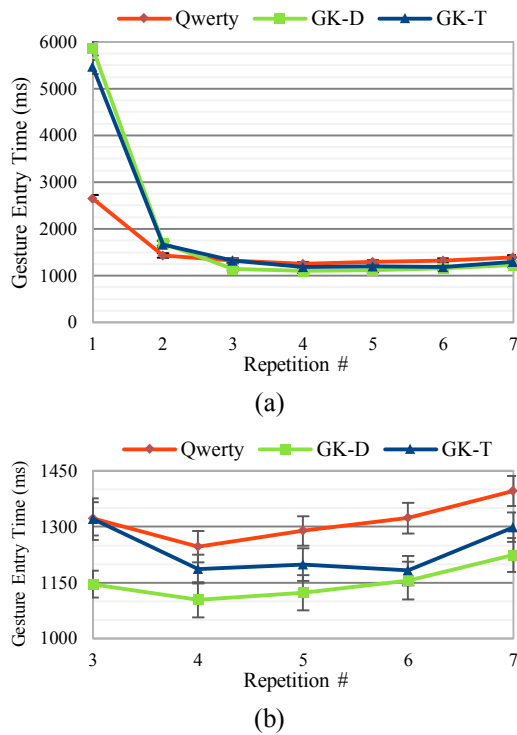 Qwerty GK-D GK-T
Gesture Entry Time (ms)
6000
5000
4000
3000
2000
1000
0
1 2 3 4 5 6 7
Repetition #
(a)
Qwerty GK-D GK-T
Gesture Entry Time (ms)
1450
1300
1150
1000
3 4 5 6 7
Repetition #
(b)